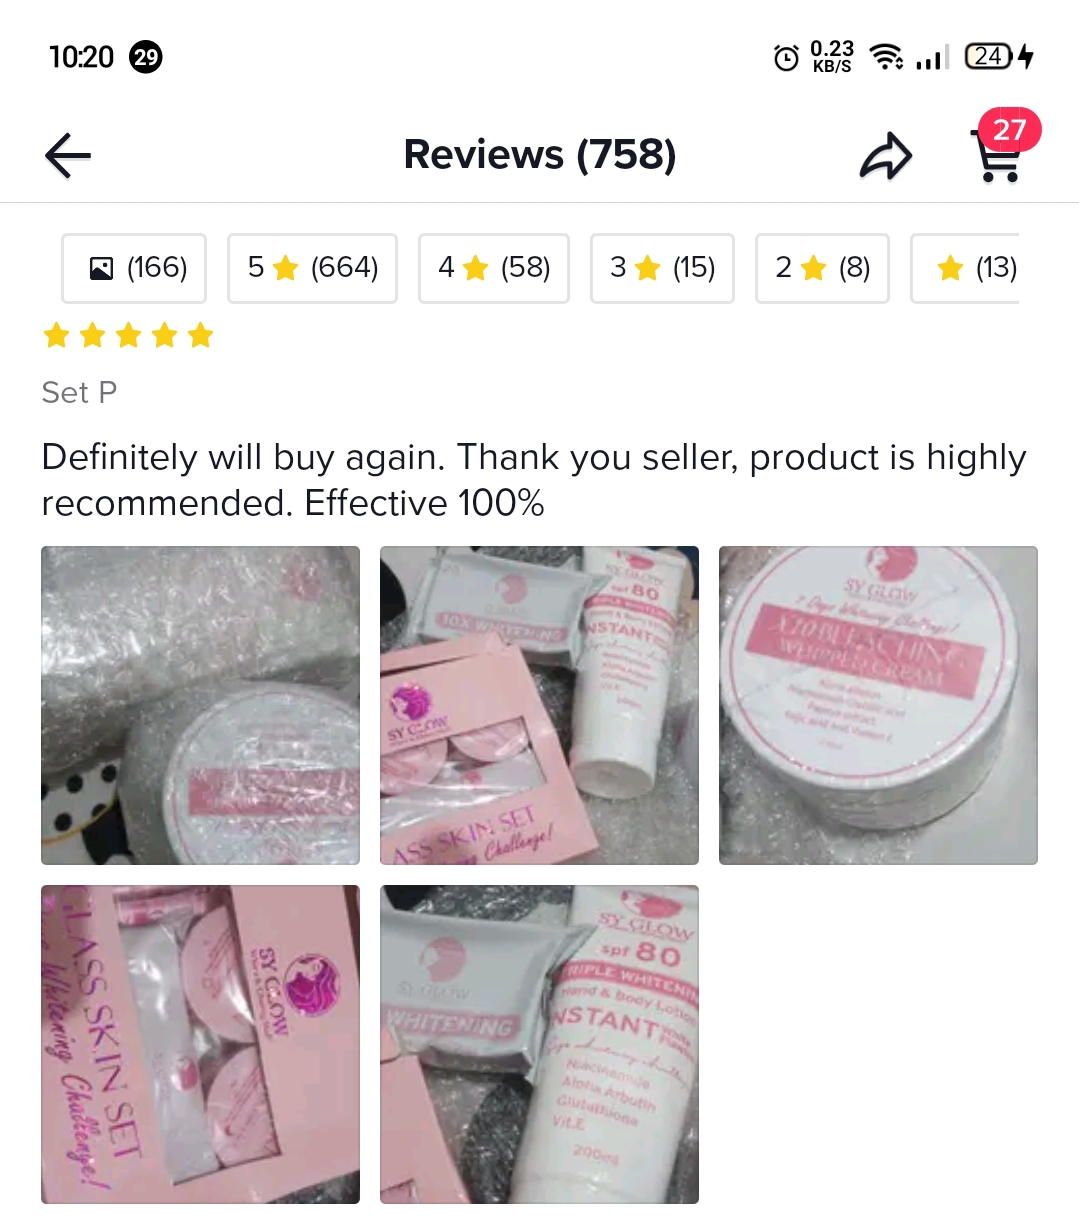 10:20 29 0.23 KB/S 24
Reviews (758) 27
(166) 5 (664) 4 (58) 3 (15) 2 (8) (13)
Set P
Definitely will buy again. Thank you seller, product is highly
recommended. Effective 100%
10X WHITENING
SY GLOW
ASS SKIN SET
Challenge!
SY GLOW
spf 80
SY GLOW
7 Days Whitening Challenge!
X10 BLEACHING
WHIPPED CREAM
GLASS SKIN SET
Whitening Challenge!
SY GLOW
SY GLOW
WHITENING
SY GLOW
spf 80
TRIPLE WHITENING
Hand & Body Lotion
INSTANT
Niacinamide
Alpha Arbutin
Glutathione
Vit.E
200ml